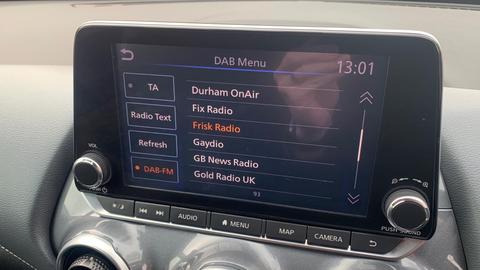 DAB Menu
13:01
TA
Radio Text
Refresh
DAB-FM
Durham OnAir
Fix Radio
Frisk Radio
Gaydio
GB News Radio
Gold Radio UK
93
VOL
PUSH SOUND
AUDIO
MENU
MAP
CAMERA